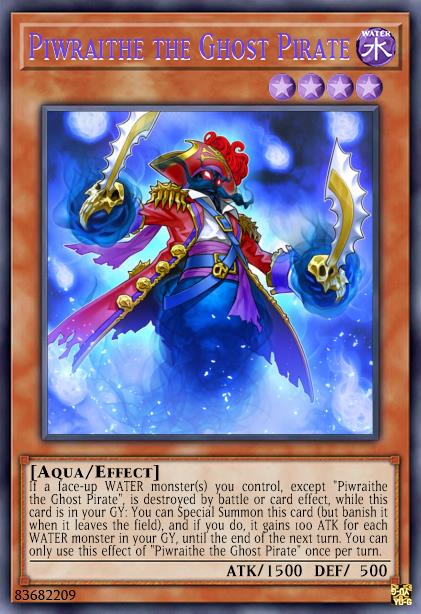 Piwraithe the Ghost Pirate
WATER
水
[Aqua/Effect]
If a face-up WATER monster(s) you control, except "Piwraithe
the Ghost Pirate", is destroyed by battle or card effect, while this
card is in your GY: You can Special Summon this card (but banish it
when it leaves the field), and if you do, it gains 100 ATK for each
WATER monster in your GY, until the end of the next turn. You can
only use this effect of "Piwraithe the Ghost Pirate" once per turn.
ATK/1500 DEF/ 500
83682209